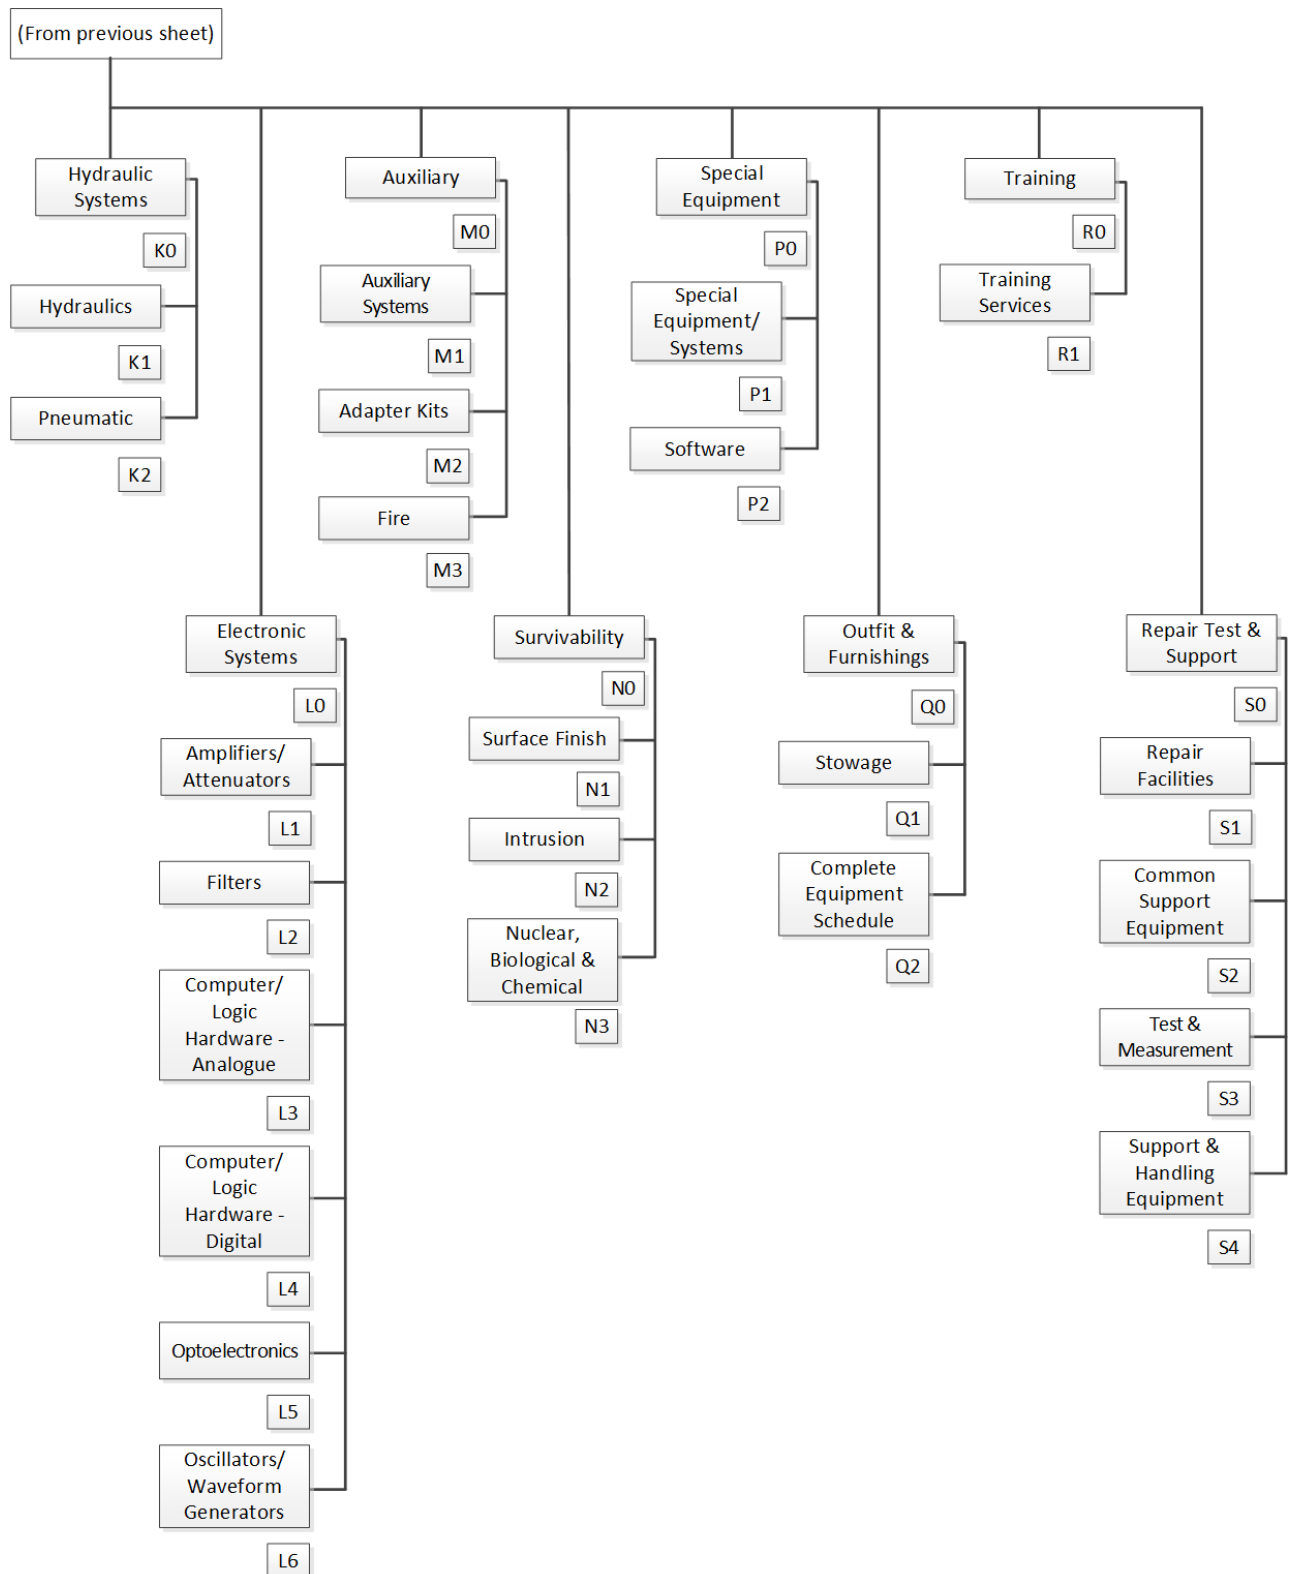 (From previous sheet)
Hydraulic
Systems
K0
Hydraulics
K1
Pneumatic
K2
Auxiliary
M0
Auxiliary
Systems
M1
Adapter Kits
M2
Fire
M3
Special
Equipment
P0
Special
Equipment/
Systems
P1
Software
P2
Training
R0
Training
Services
R1
Electronic
Systems
L0
Amplifiers/
Attenuators
L1
Filters
L2
Computer/
Logic
Hardware -
Analogue
L3
Computer/
Logic
Hardware -
Digital
L4
Optoelectronics
L5
Oscillators/
Waveform
Generators
L6
Survivability
N0
Surface Finish
N1
Intrusion
N2
Nuclear,
Biological &
Chemical
N3
Outfit &
Furnishings
Q0
Stowage
Q1
Complete
Equipment
Schedule
Q2
Repair Test &
Support
S0
Repair
Facilities
S1
Common
Support
Equipment
S2
Test &
Measurement
S3
Support &
Handling
Equipment
S4